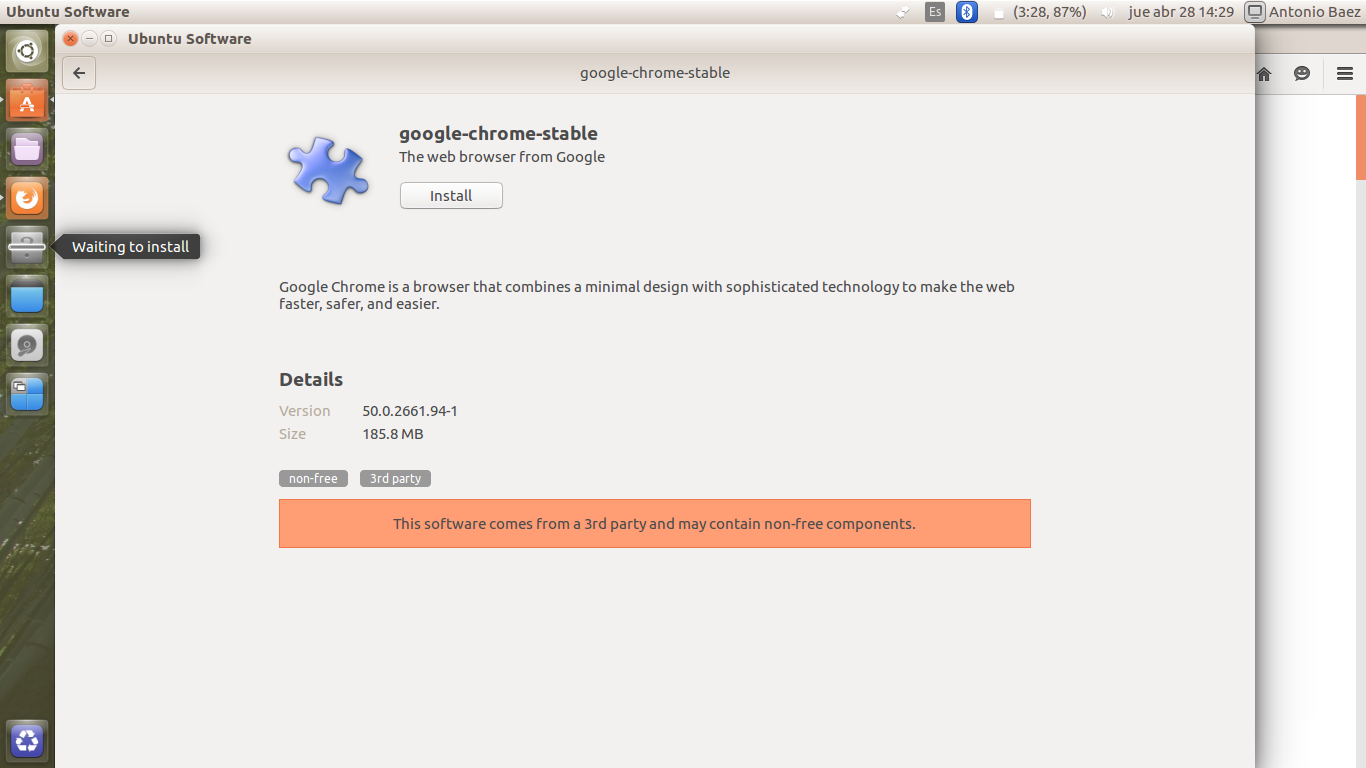 Ubuntu Software
Es
(3:28, 87%)
jue abr 28 14:29
Antonio Baez
Ubuntu Software
google-chrome-stable
google-chrome-stable
The web browser from Google
Install
Waiting to install
Google Chrome is a browser that combines a minimal design with sophisticated technology to make the web
faster, safer, and easier.
Details
Version 50.0.2661.94-1
Size 185.8 MB
non-free 3rd party
This software comes from a 3rd party and may contain non-free components.